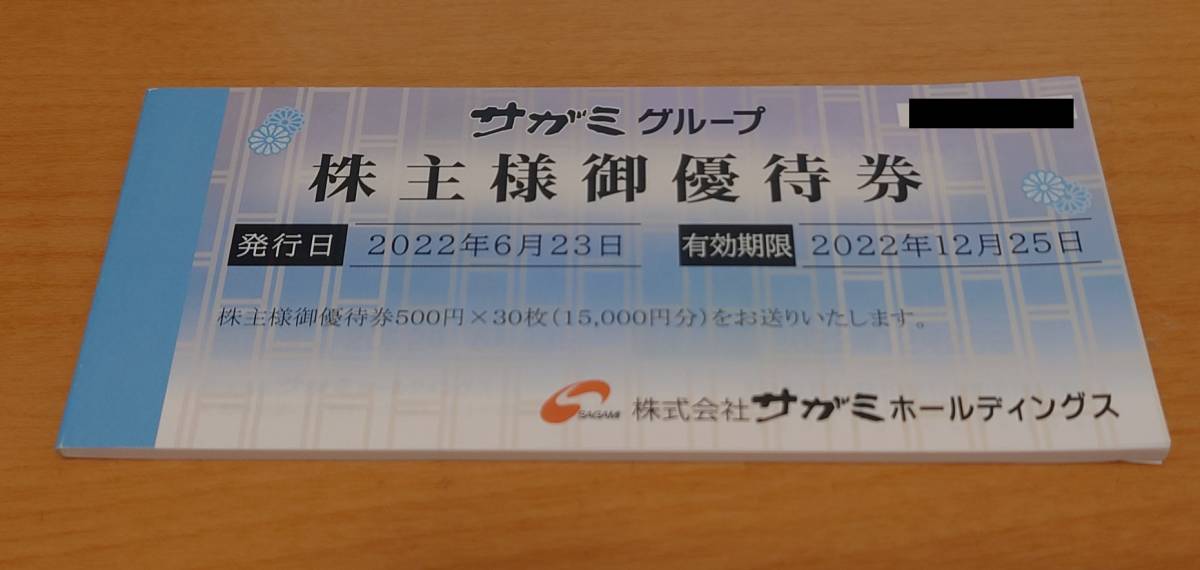 サガミグループ
株主様御優待券
発行日 2022年6月23日 有効期限 2022年12月25日
株主様御優待券500円×30枚(15,000円分)をお送りいたします。
SAGAMI 株式会社サガミホールディングス